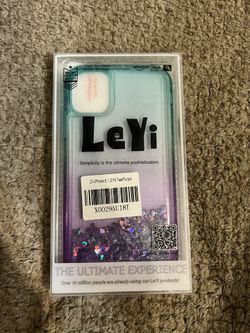 LeYi
Simplicity is the ultimate sophistication.
X0029AU18T
THE ULTIMATE EXPERIENCE
Over 10 million people are already using our LeYi products!